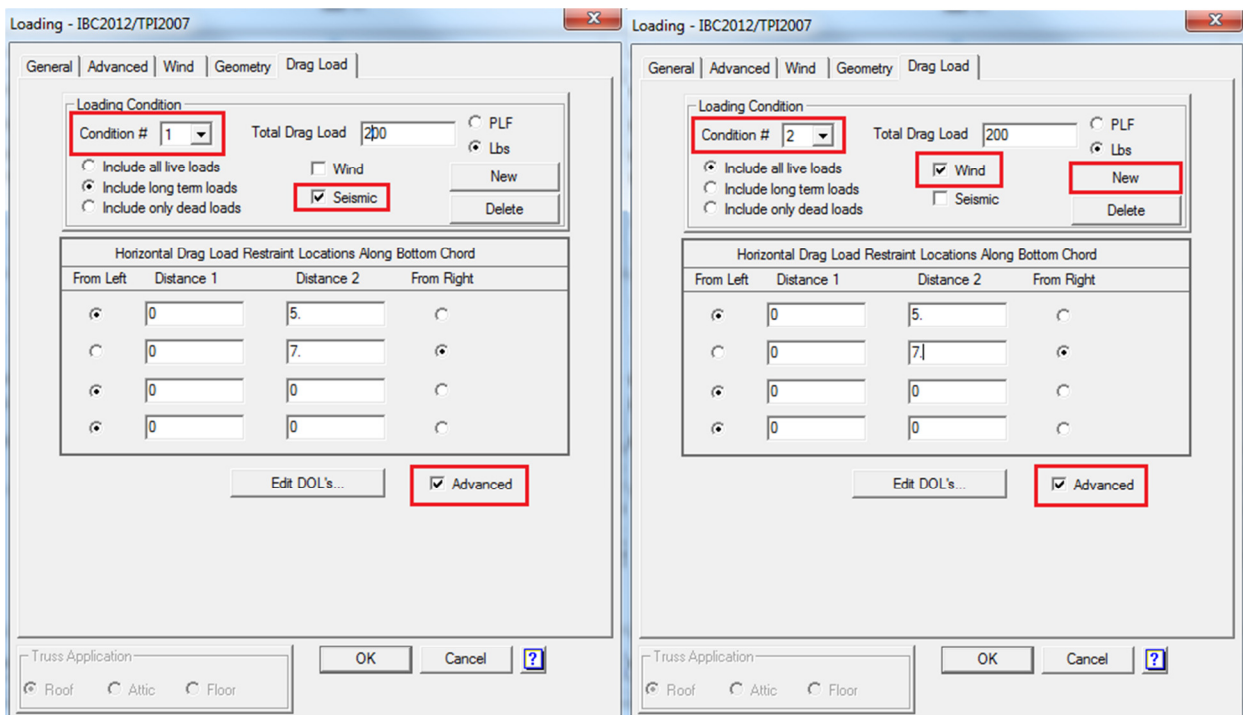 Loading - IBC2012/TPI2007
General Advanced Wind Geometry Drag Load
Loading Condition
Condition # 1 Total Drag Load 200 PLF
Lbs
Include all live loads Wind New
Include long term loads Seismic
Include only dead loads Delete
Horizontal Drag Load Restraint Locations Along Bottom Chord
From Left Distance 1 Distance 2 From Right
0 5.
0 7.
0 0
0 0
Edit DOL's... Advanced
Truss Application
Roof Attic Floor
OK Cancel ?
Loading - IBC2012/TPI2007
General Advanced Wind Geometry Drag Load
Loading Condition
Condition # 2 Total Drag Load 200 PLF
Lbs
Include all live loads Wind New
Include long term loads Seismic
Include only dead loads Delete
Horizontal Drag Load Restraint Locations Along Bottom Chord
From Left Distance 1 Distance 2 From Right
0 5.
0 7.
0 0
0 0
Edit DOL's... Advanced
Truss Application
Roof Attic Floor
OK Cancel ?